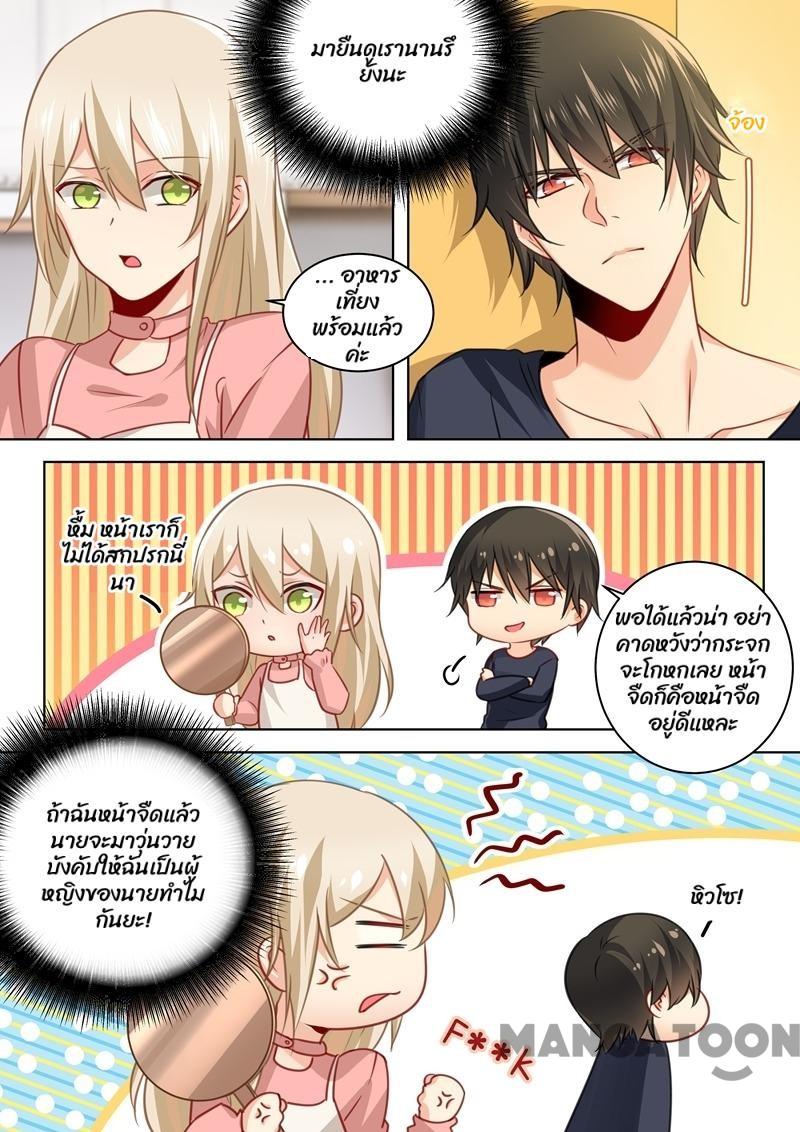 มายืนดูเรานานรึ
ยังนะ
จ้อง
... อาหาร
เที่ยง
พร้อมแล้ว
ค่ะ
หื้ม หน้าเราก็
ไม่ได้สกปรกนี่
นา
พอได้แล้วน่า อย่า
คาดหวังว่ากระจก
จะโกหกเลย หน้า
จืดก็คือหน้าจืด
อยู่ดีแหละ
ถ้าฉันหน้าจืดแล้ว
นายจะมาวุ่นวาย
บังคับให้ฉันเป็นผู้
หญิงของนายทำไม
กันยะ!
หิวโซ!
F**k
MANGATOON